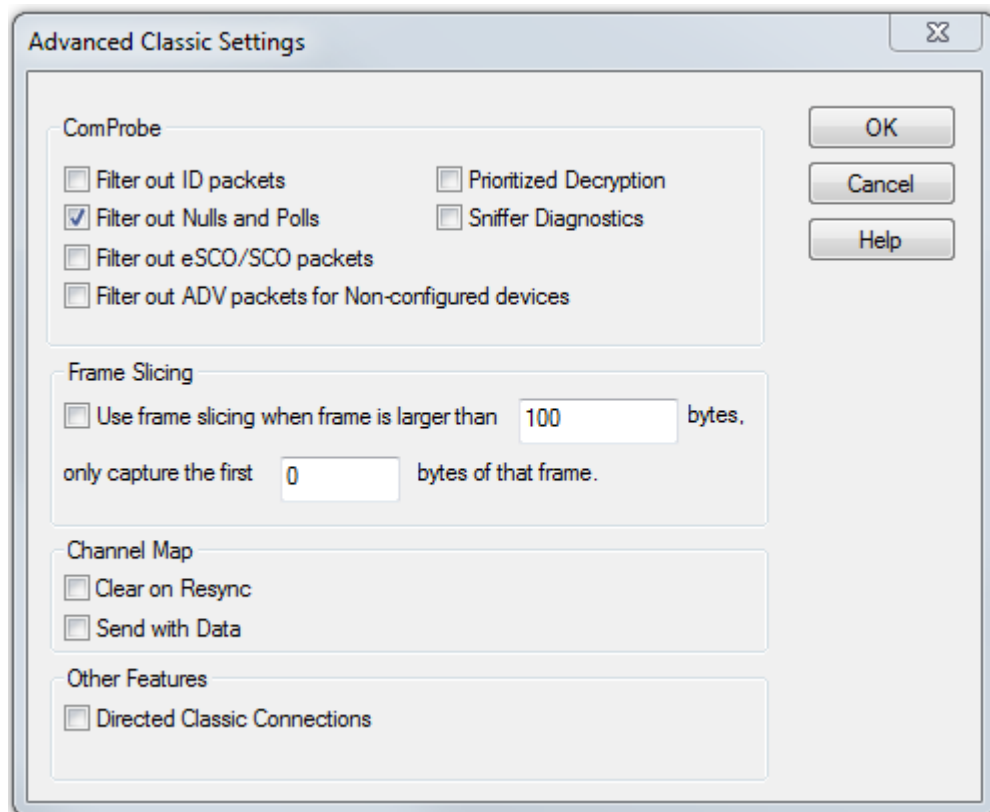 Advanced Classic Settings
ComProbe
Filter out ID packets
Prioritized Decryption
Filter out Nulls and Polls
Sniffer Diagnostics
Filter out eSCO/SCO packets
Filter out ADV packets for Non-configured devices
OK
Cancel
Help
Frame Slicing
Use frame slicing when frame is larger than 100 bytes,
only capture the first 0 bytes of that frame.
Channel Map
Clear on Resync
Send with Data
Other Features
Directed Classic Connections